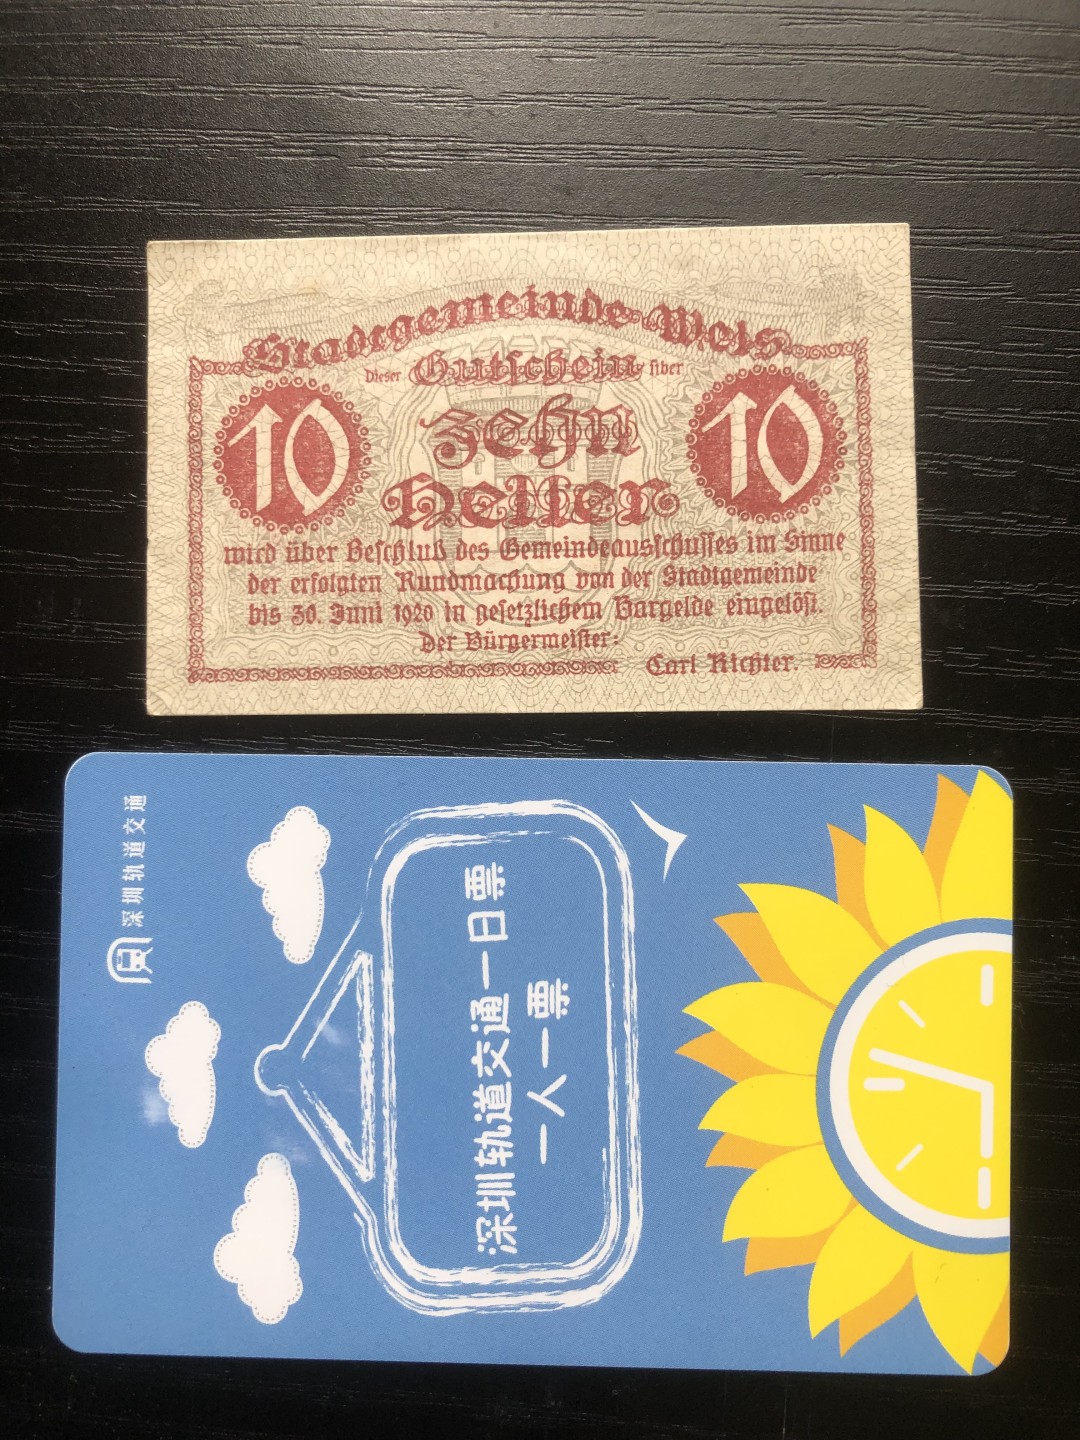 Stadtgemeinde Wels
Dieser Gutschein über
10
Zehn
Heller
10
wird über Beschluß des Gemeindeausschusses im Sinne
der erfolgten Kundmachung von der Stadtgemeinde
bis 30. Juni 1920 in gesetzlichem Bargelde eingelöst.
Der Bürgermeister:
Carl Richter.
深圳轨道交通
深圳轨道交通一日票
一人一票